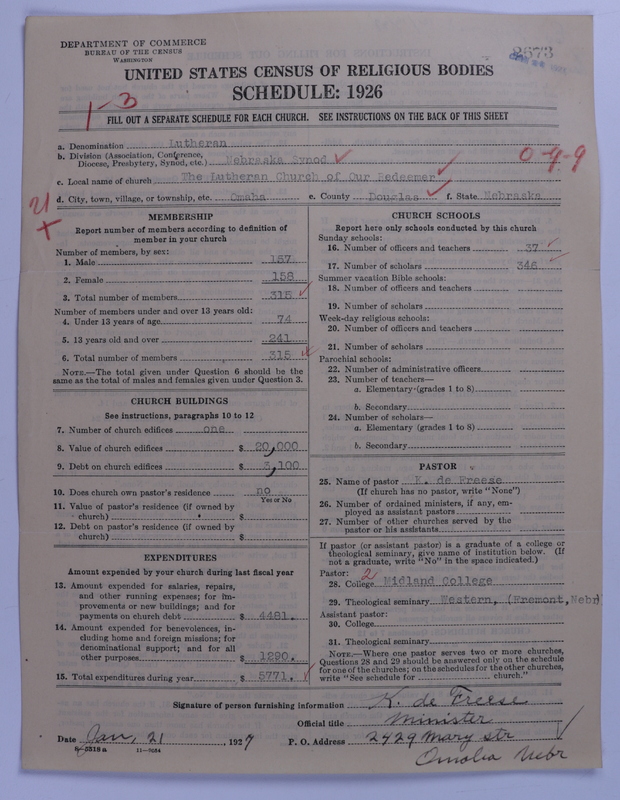 DEPARTMENT OF COMMERCE
BUREAU OF THE CENSUS
WASHINGTON
2673
UNITED STATES CENSUS OF RELIGIOUS BODIES
SCHEDULE: 1926
1-3
FILL OUT A SEPARATE SCHEDULE FOR EACH CHURCH. SEE INSTRUCTIONS ON THE BACK OF THIS SHEET
a. Denomination Lutheran
b. Division (Association, Conference, Diocese, Presbytery, Synod, etc.) Nebraska Synod
0-9-9
c. Local name of church The Lutheran Church of Our Redeemer
d. City, town, village, or township, etc. Omaha e. County Douglas f. State Nebraska
21
MEMBERSHIP
Report number of members according to definition of
member in your church
Number of members, by sex:
1. Male 157
2. Female 158
3. Total number of members 315
Number of members under and over 13 years old:
4. Under 13 years of age 74
5. 13 years old and over 241
6. Total number of members 315
NOTE.—The total given under Question 6 should be
same as the total of males and females given under Question 3.
CHURCH BUILDINGS
See instructions, paragraphs 10 to 12
7. Number of church edifices one
8. Value of church edifices $ 20,000
9. Debt on church edifices $ 3,100
10. Does church own pastor's residence no
Yes or No
11. Value of pastor's residence (if owned by
church) $
12. Debt on pastor's residence (if owned by
church) $
EXPENDITURES
Amount expended by your church during last fiscal year
13. Amount expended for salaries, repairs,
and other running expenses; for im-
provements or new buildings; and for
payments on church debt $ 4481.
14. Amount expended for benevolences, in-
cluding home and foreign missions; for
denominational support; and for all
other purposes $ 1290.
15. Total expenditures during year $ 5771.
CHURCH SCHOOLS
Report here only schools conducted by this church
Sunday schools:
16. Number of officers and teachers 37
17. Number of scholars 346
Summer vacation Bible schools:
18. Number of officers and teachers
19. Number of scholars
Week-day religious schools:
20. Number of officers and teachers
21. Number of scholars
Parochial schools:
22. Number of administrative officers
23. Number of teachers—
a. Elementary (grades 1 to 8)
b. Secondary
24. Number of scholars—
a. Elementary (grades 1 to 8)
b. Secondary
PASTOR
25. Name of pastor K. de Freese
(If church has no pastor, write "None")
26. Number of ordained ministers, if any, em-
ployed as assistant pastors
27. Number of other churches served by the
pastor or his assistants
If pastor (or assistant pastor) is a graduate of a college or
theological seminary, give name of institution below. (If
not a graduate, write "No" in the space indicated.)
Pastor: 2
28. College Midland College
29. Theological seminary Western, (Fremont, Nebr)
Assistant pastor:
30. College
31. Theological seminary
NOTE.—Where one pastor serves two or more churches,
Questions 28 and 29 should be answered only on the schedule
for one of the churches; on the schedules for the other churches,
write "See schedule for church."
Signature of person furnishing information K. de Freese
Official title Minister
Date Jan, 21, 1927 P. O. Address 2429 Mary str
Omaha Nebr
8-5518a 11-9084